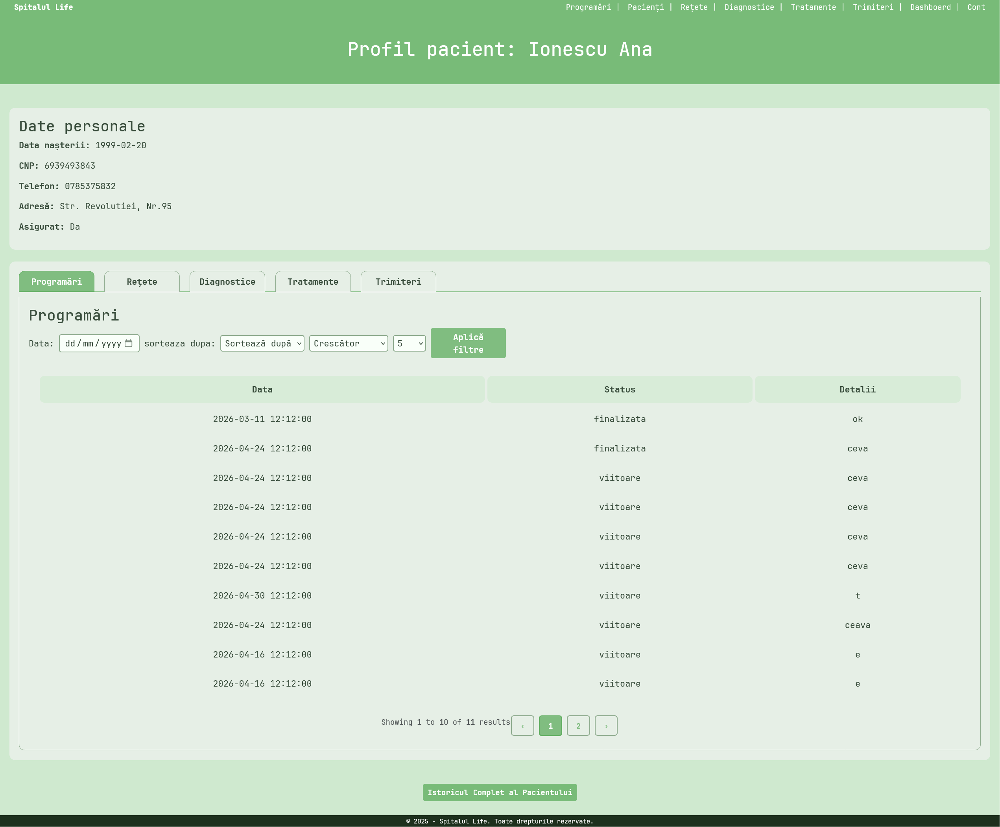 Spitalul Life
Programări | Pacienți | Rețete | Diagnostice | Tratamente | Trimiteri | Dashboard | Cont
Profil pacient: Ionescu Ana
Date personale
Data nașterii: 1999-02-20
CNP: 6939493843
Telefon: 0785375832
Adresă: Str. Revolutiei, Nr.95
Asigurat: Da
Programări Rețete Diagnostice Tratamente Trimiteri
Programări
Data: dd/mm/yyyy sorteaza dupa: Sortează după Crescător 5 Aplică
filtre
Data Status Detalii
2026-03-11 12:12:00 finalizata ok
2026-04-24 12:12:00 finalizata ceva
2026-04-24 12:12:00 viitoare ceva
2026-04-24 12:12:00 viitoare ceva
2026-04-24 12:12:00 viitoare ceva
2026-04-24 12:12:00 viitoare ceva
2026-04-30 12:12:00 viitoare t
2026-04-24 12:12:00 viitoare ceava
2026-04-16 12:12:00 viitoare e
2026-04-16 12:12:00 viitoare e
Showing 1 to 10 of 11 results ‹ 1 2 ›
Istoricul Complet al Pacientului
© 2025 - Spitalul Life. Toate drepturile rezervate.